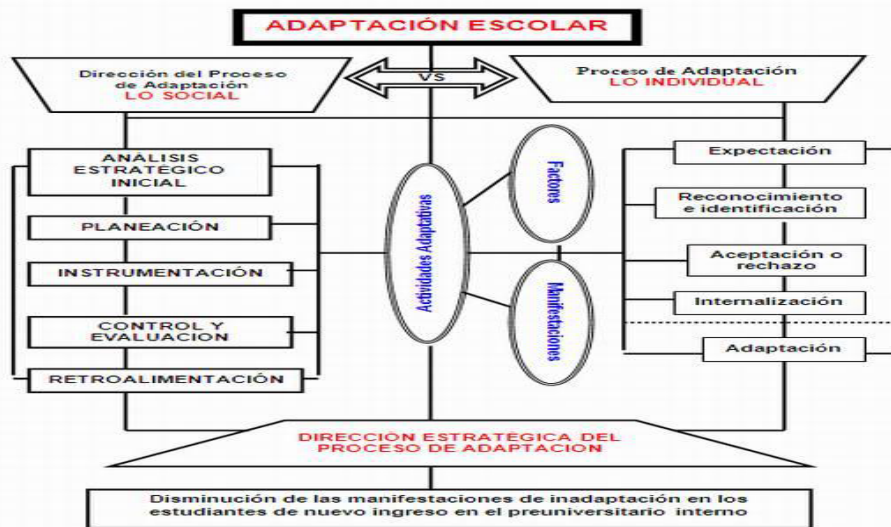 ADAPTACIÓN ESCOLAR
Dirección del Proceso
de Adaptación
LO SOCIAL
VS
Proceso de Adaptación
LO INDIVIDUAL
ANÁLISIS
ESTRATÉGICO
INICIAL
PLANEACIÓN
INSTRUMENTACIÓN
CONTROL Y
EVALUACION
RETROALIMENTACIÓN
Actividades Adaptativas
Factores
Manifestaciones
Expectación
Reconocimiento
e identificación
Aceptación o
rechazo
Internalización
Adaptación
DIRECCIÓN ESTRATÉGICA DEL
PROCESO DE ADAPTACION
Disminución de las manifestaciones de inadaptación en los
estudiantes de nuevo ingreso en el preuniversitario interno